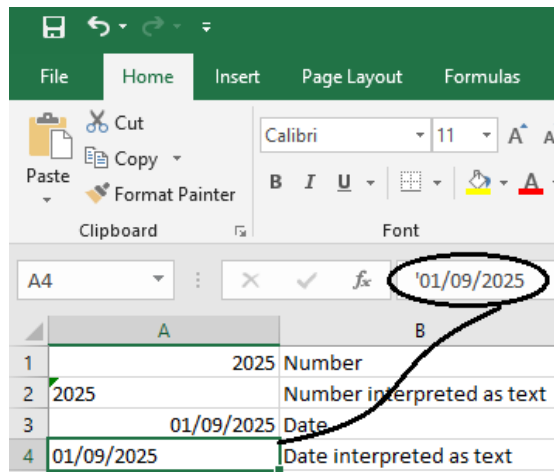 File Home Insert Page Layout Formulas
Cut
Copy
Paste
Format Painter
Clipboard
Calibri 11 A A
B I U A
Font
A4 fx '01/09/2025
A B
1 2025 Number
2 2025 Number interpreted as text
3 01/09/2025 Date
4 01/09/2025 Date interpreted as text